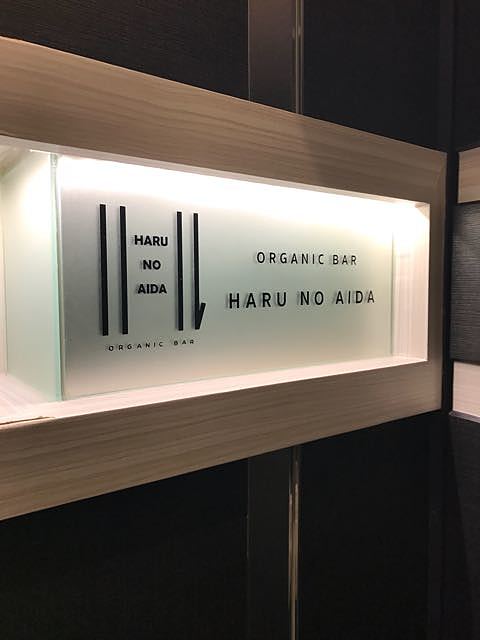 HARU
NO
AIDA
ORGANIC BAR
ORGANIC BAR
HARU NO AIDA